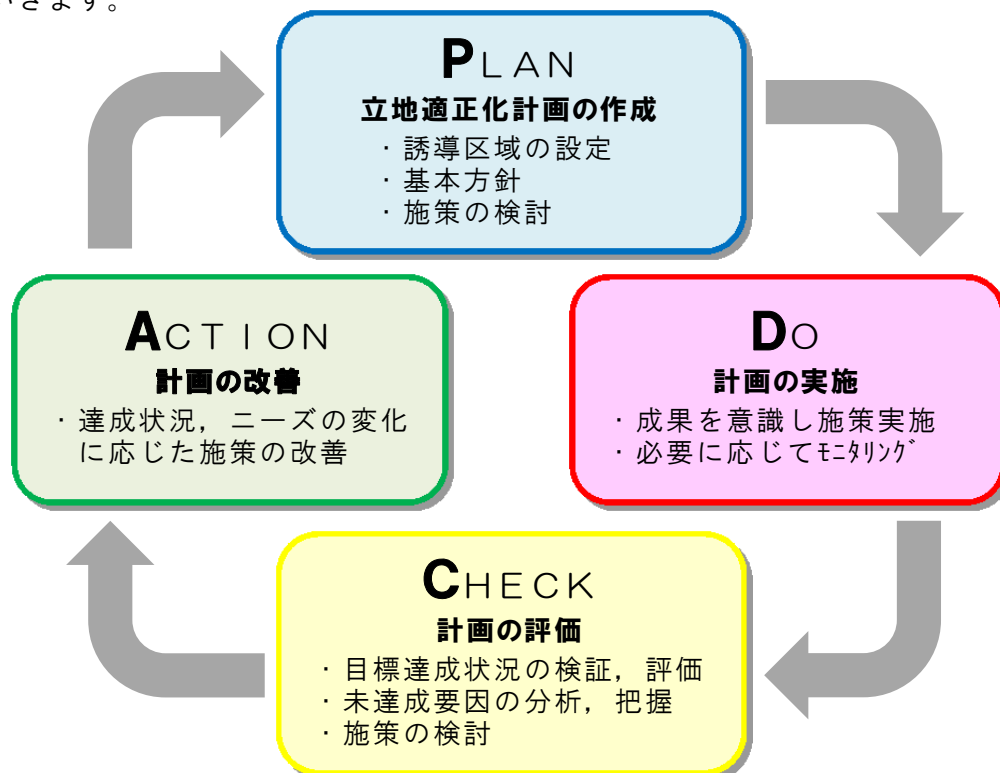 いきます。
PLAN
立地適正化計画の作成
・誘導区域の設定
・基本方針
・施策の検討
ACTION
計画の改善
・達成状況，ニーズの変化
に応じた施策の改善
DO
計画の実施
・成果を意識し施策実施
・必要に応じてﾓﾆﾀﾘﾝｸﾞ
CHECK
計画の評価
・目標達成状況の検証，評価
・未達成要因の分析，把握
・施策の検討